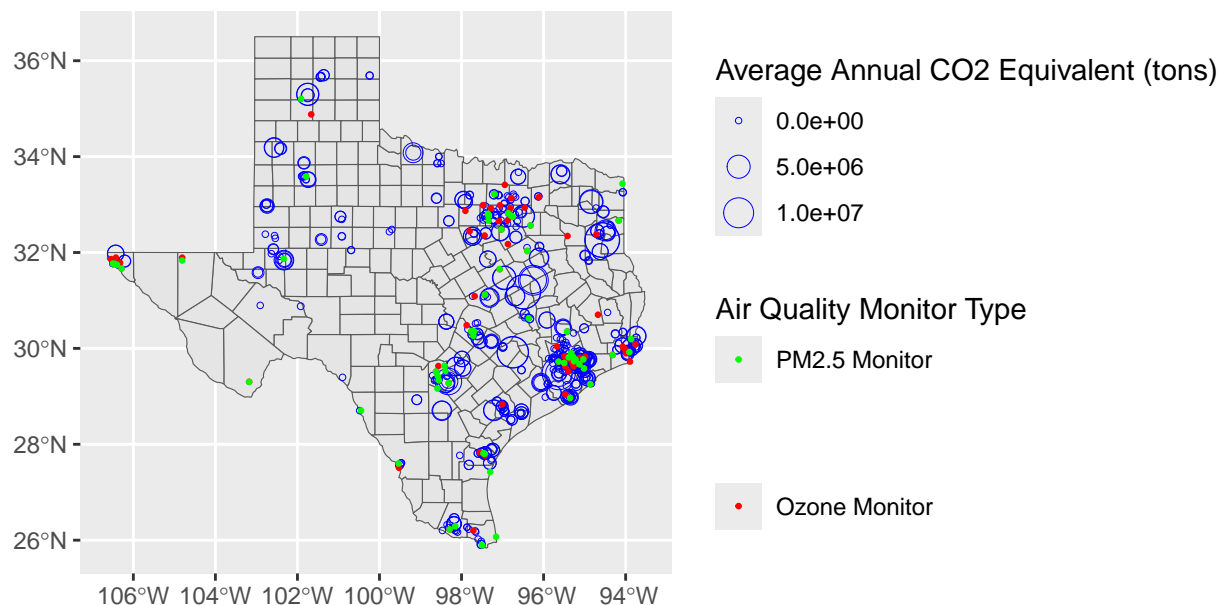 36°N
34°N
32°N
30°N
28°N
26°N
106°W 104°W 102°W 100°W 98°W 96°W 94°W
Average Annual CO2 Equivalent (tons)
0.0e+00
5.0e+06
1.0e+07
Air Quality Monitor Type
PM2.5 Monitor
Ozone Monitor